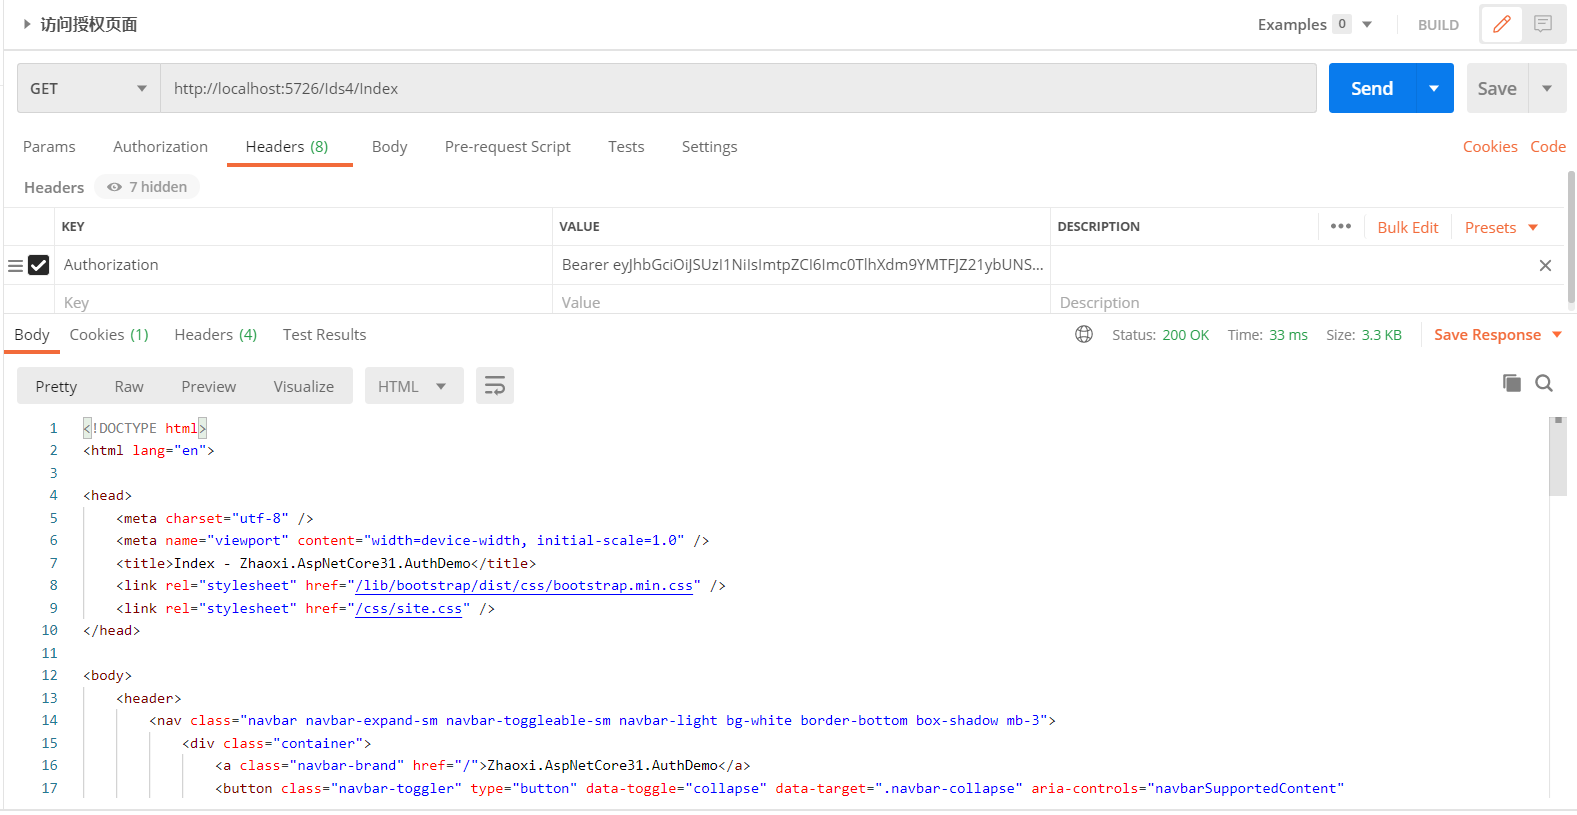 访问授权页面
Examples 0 BUILD
GET http://localhost:5726/Ids4/Index Send Save
Params Authorization Headers (8) Body Pre-request Script Tests Settings Cookies Code
Headers 7 hidden
KEY VALUE DESCRIPTION ••• Bulk Edit Presets
Authorization Bearer eyJhbGciOiJSUzI1NiIsImtpZCI6Imc0TlhXdm9YMTFJZ21ybUNS...
Key Value Description
Body Cookies (1) Headers (4) Test Results Status: 200 OK Time: 33 ms Size: 3.3 KB Save Response
Pretty Raw Preview Visualize HTML
1 <!DOCTYPE html>
2 <html lang="en">
3
4 <head>
5 <meta charset="utf-8" />
6 <meta name="viewport" content="width=device-width, initial-scale=1.0" />
7 <title>Index - Zhaoxi.AspNetCore31.AuthDemo</title>
8 <link rel="stylesheet" href="/lib/bootstrap/dist/css/bootstrap.min.css" />
9 <link rel="stylesheet" href="/css/site.css" />
10 </head>
11
12 <body>
13 <header>
14 <nav class="navbar navbar-expand-sm navbar-toggleable-sm navbar-light bg-white border-bottom box-shadow mb-3">
15 <div class="container">
16 <a class="navbar-brand" href="/">Zhaoxi.AspNetCore31.AuthDemo</a>
17 <button class="navbar-toggler" type="button" data-toggle="collapse" data-target=".navbar-collapse" aria-controls="navbarSupportedContent"